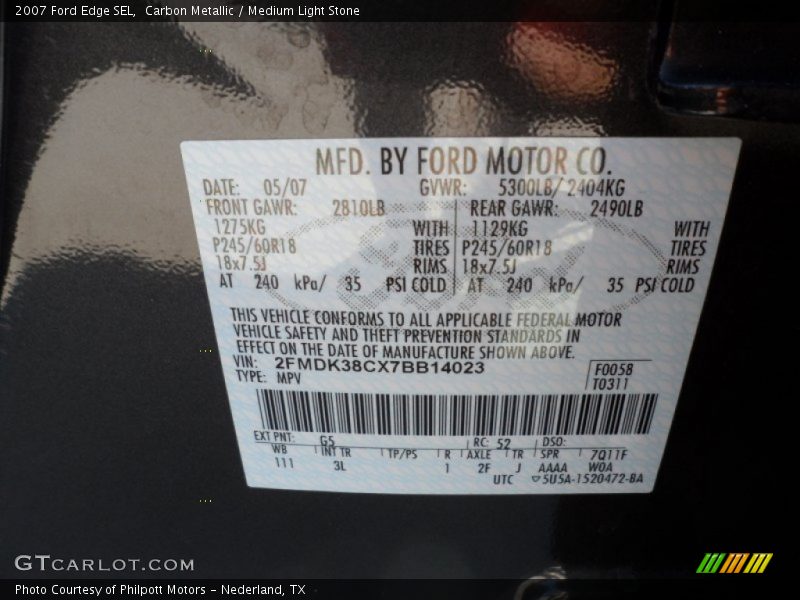 2007 Ford Edge SEL,  Carbon Metallic / Medium Light Stone
MFD. BY FORD MOTOR CO.
DATE: 05/07 GVWR: 5300LB/ 2404KG
FRONT GAWR: 2810LB REAR GAWR: 2490LB
1275KG WITH 1129KG WITH
P245/60R18 TIRES P245/60R18 TIRES
18x7.5J RIMS 18x7.5J RIMS
AT 240 kPa/ 35 PSI COLD AT 240 kPa/ 35 PSI COLD
THIS VEHICLE CONFORMS TO ALL APPLICABLE FEDERAL MOTOR
VEHICLE SAFETY AND THEFT PREVENTION STANDARDS IN
EFFECT ON THE DATE OF MANUFACTURE SHOWN ABOVE.
VIN: 2FMDK38CX7BB14023 F0058
TYPE: MPV T0311
EXT PNT: G5 RC: 52 DSO:
WB INT TR TP/PS R AXLE TR SPR 7Q11F
111 3L 1 2F J AAAA W0A
UTC ▽5U5A-1520472-BA
GTCARLOT.COM
Photo Courtesy of Philpott Motors - Nederland, TX